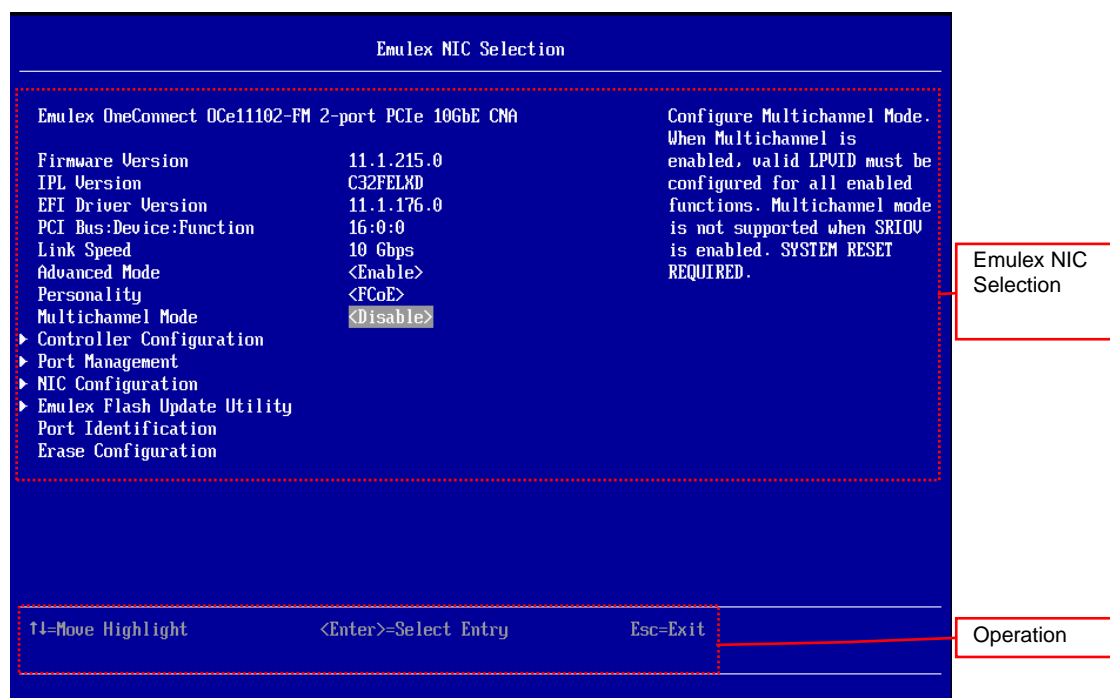 Emulex NIC Selection
Emulex OneConnect OCe11102-FM 2-port PCIe 10GbE CNA
Firmware Version 11.1.215.0
IPL Version C32FELXD
EFI Driver Version 11.1.176.0
PCI Bus:Device:Function 16:0:0
Link Speed 10 Gbps
Advanced Mode <Enable>
Personality <FCoE>
Multichannel Mode <Disable>
Controller Configuration
Port Management
NIC Configuration
Emulex Flash Update Utility
Port Identification
Erase Configuration
Configure Multichannel Mode.
When Multichannel is
enabled, valid LPVID must be
configured for all enabled
functions. Multichannel mode
is not supported when SRIOV
is enabled. SYSTEM RESET
REQUIRED.
Emulex NIC
Selection
↑↓=Move Highlight <Enter>=Select Entry Esc=Exit
Operation